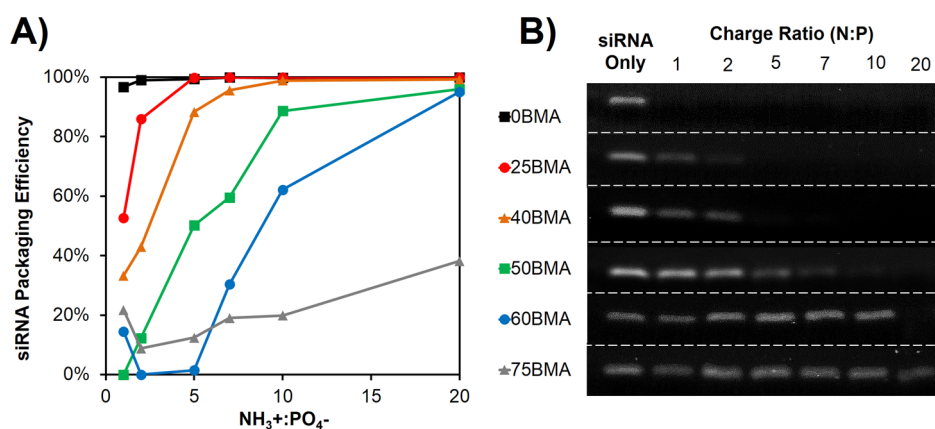 A)
siRNA Packaging Efficiency
100%
80%
60%
40%
20%
0%
0
5
10
15
20
NH3+:PO4-
0BMA
25BMA
40BMA
50BMA
60BMA
75BMA
B)
siRNA
Only
Charge Ratio (N:P)
1 2 5 7 10 20